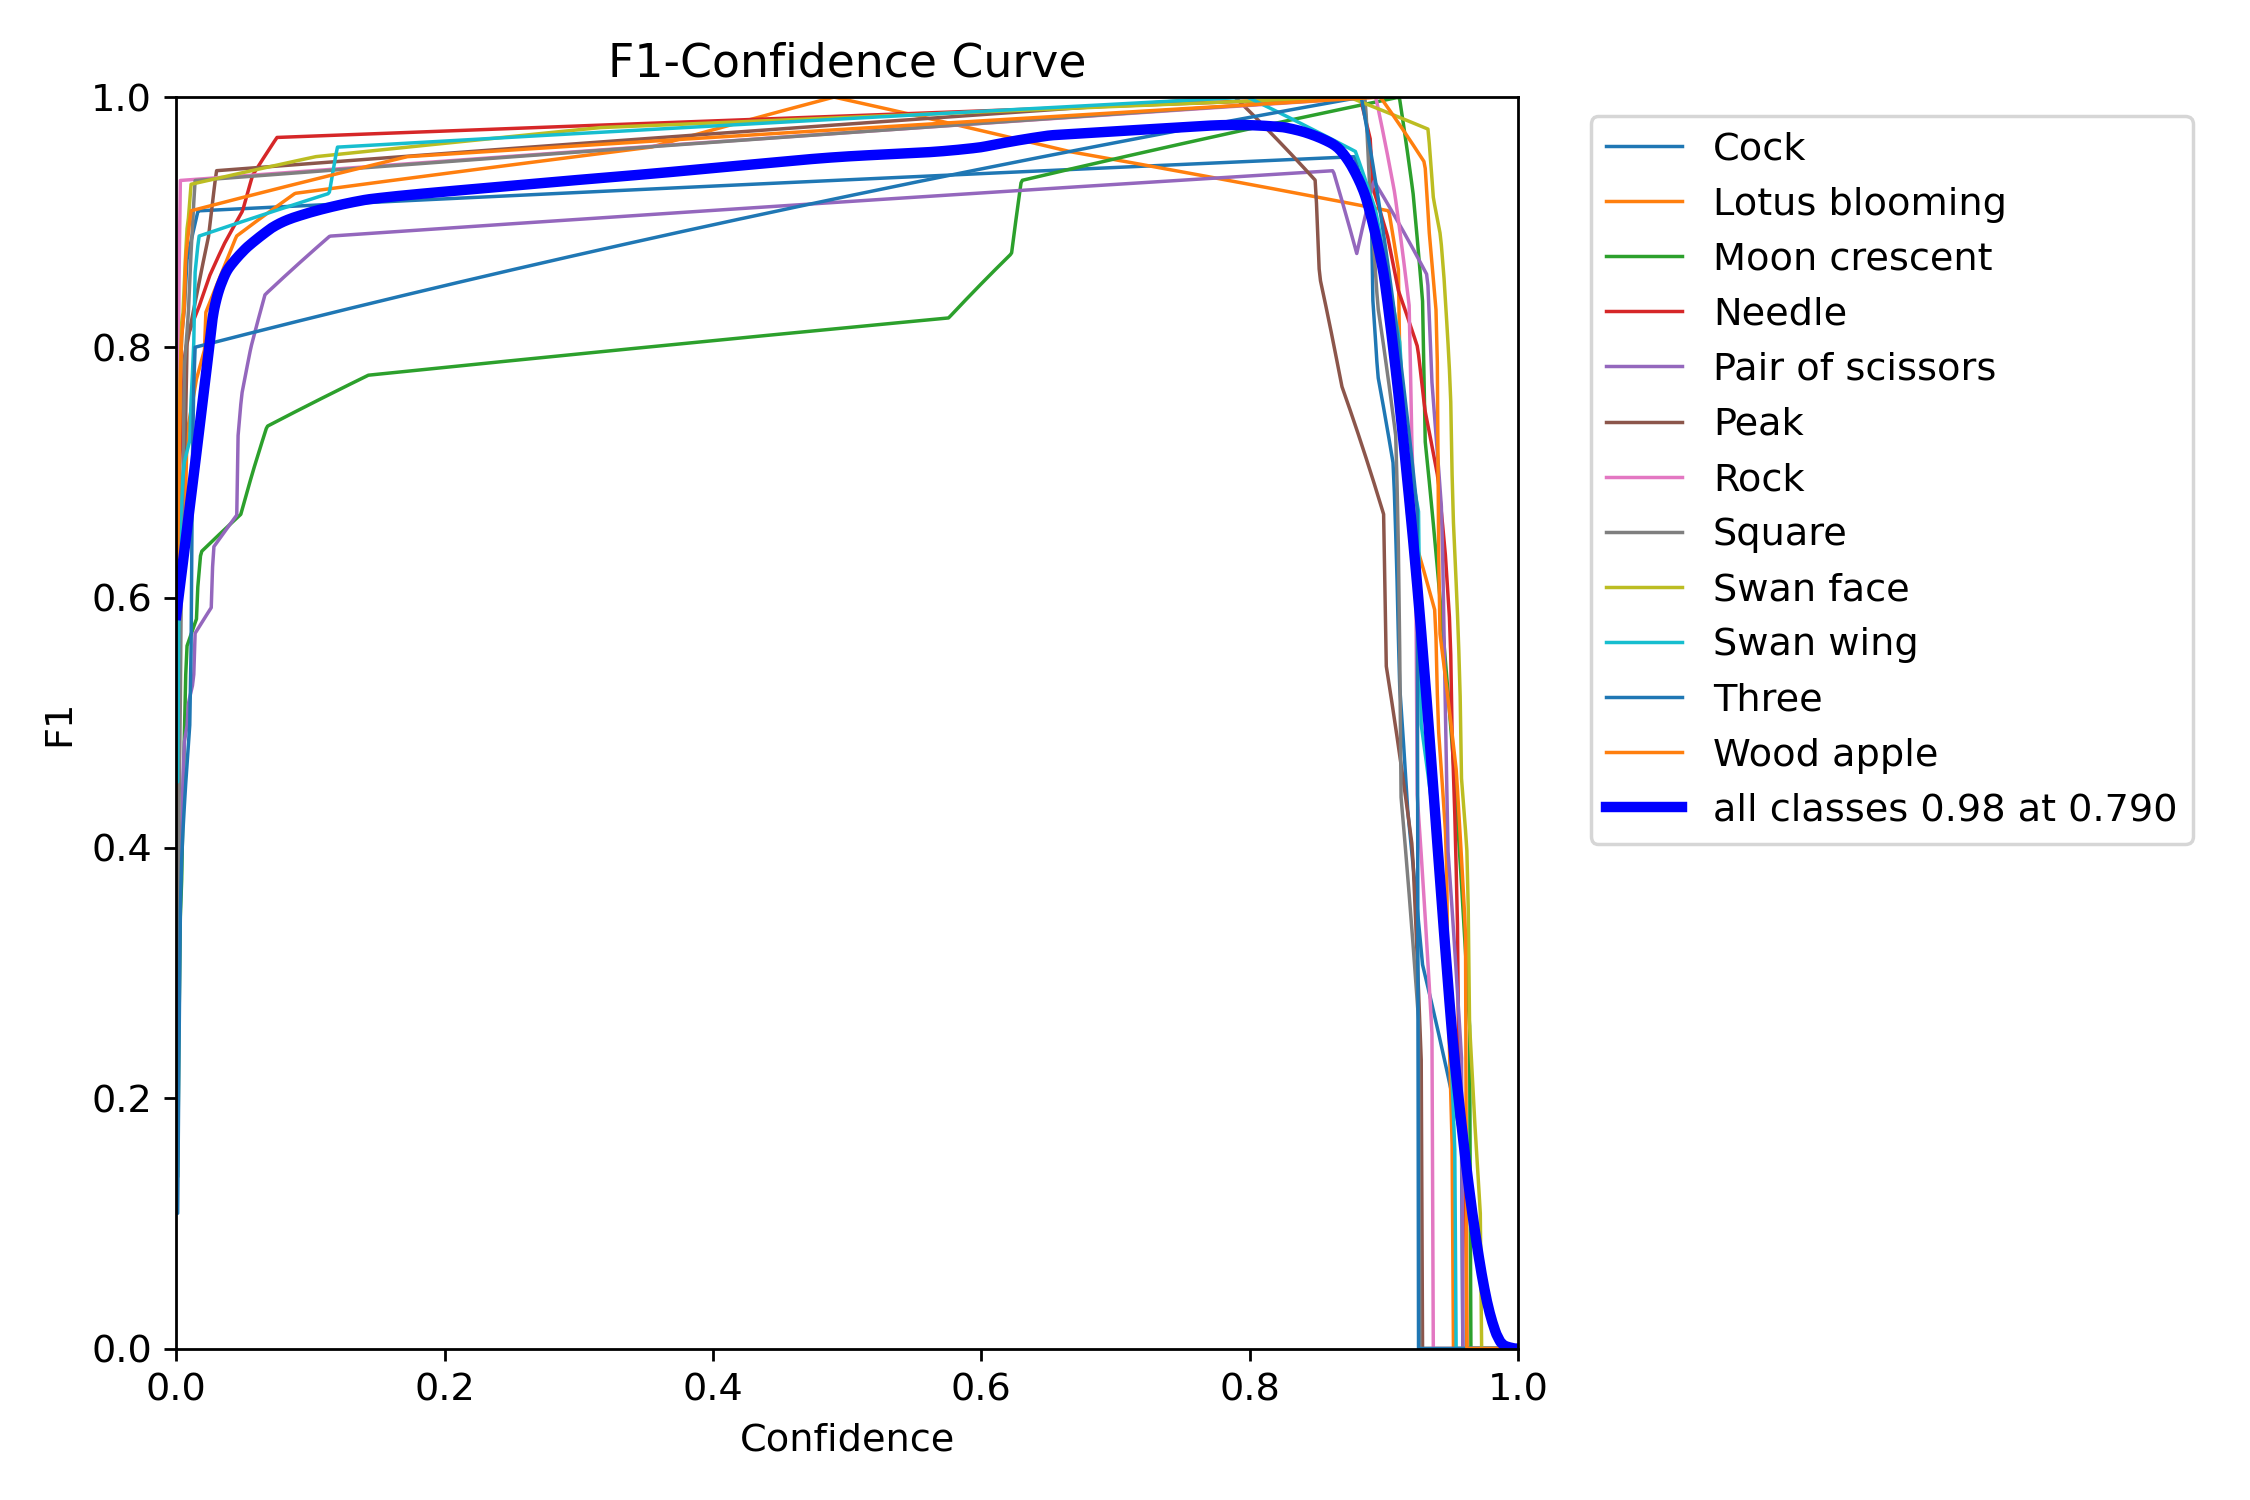 F1-Confidence Curve
1.0
0.8
0.6
0.4
0.2
0.0
F1
0.0 0.2 0.4 0.6 0.8 1.0
Confidence
Cock
Lotus blooming
Moon crescent
Needle
Pair of scissors
Peak
Rock
Square
Swan face
Swan wing
Three
Wood apple
all classes 0.98 at 0.790